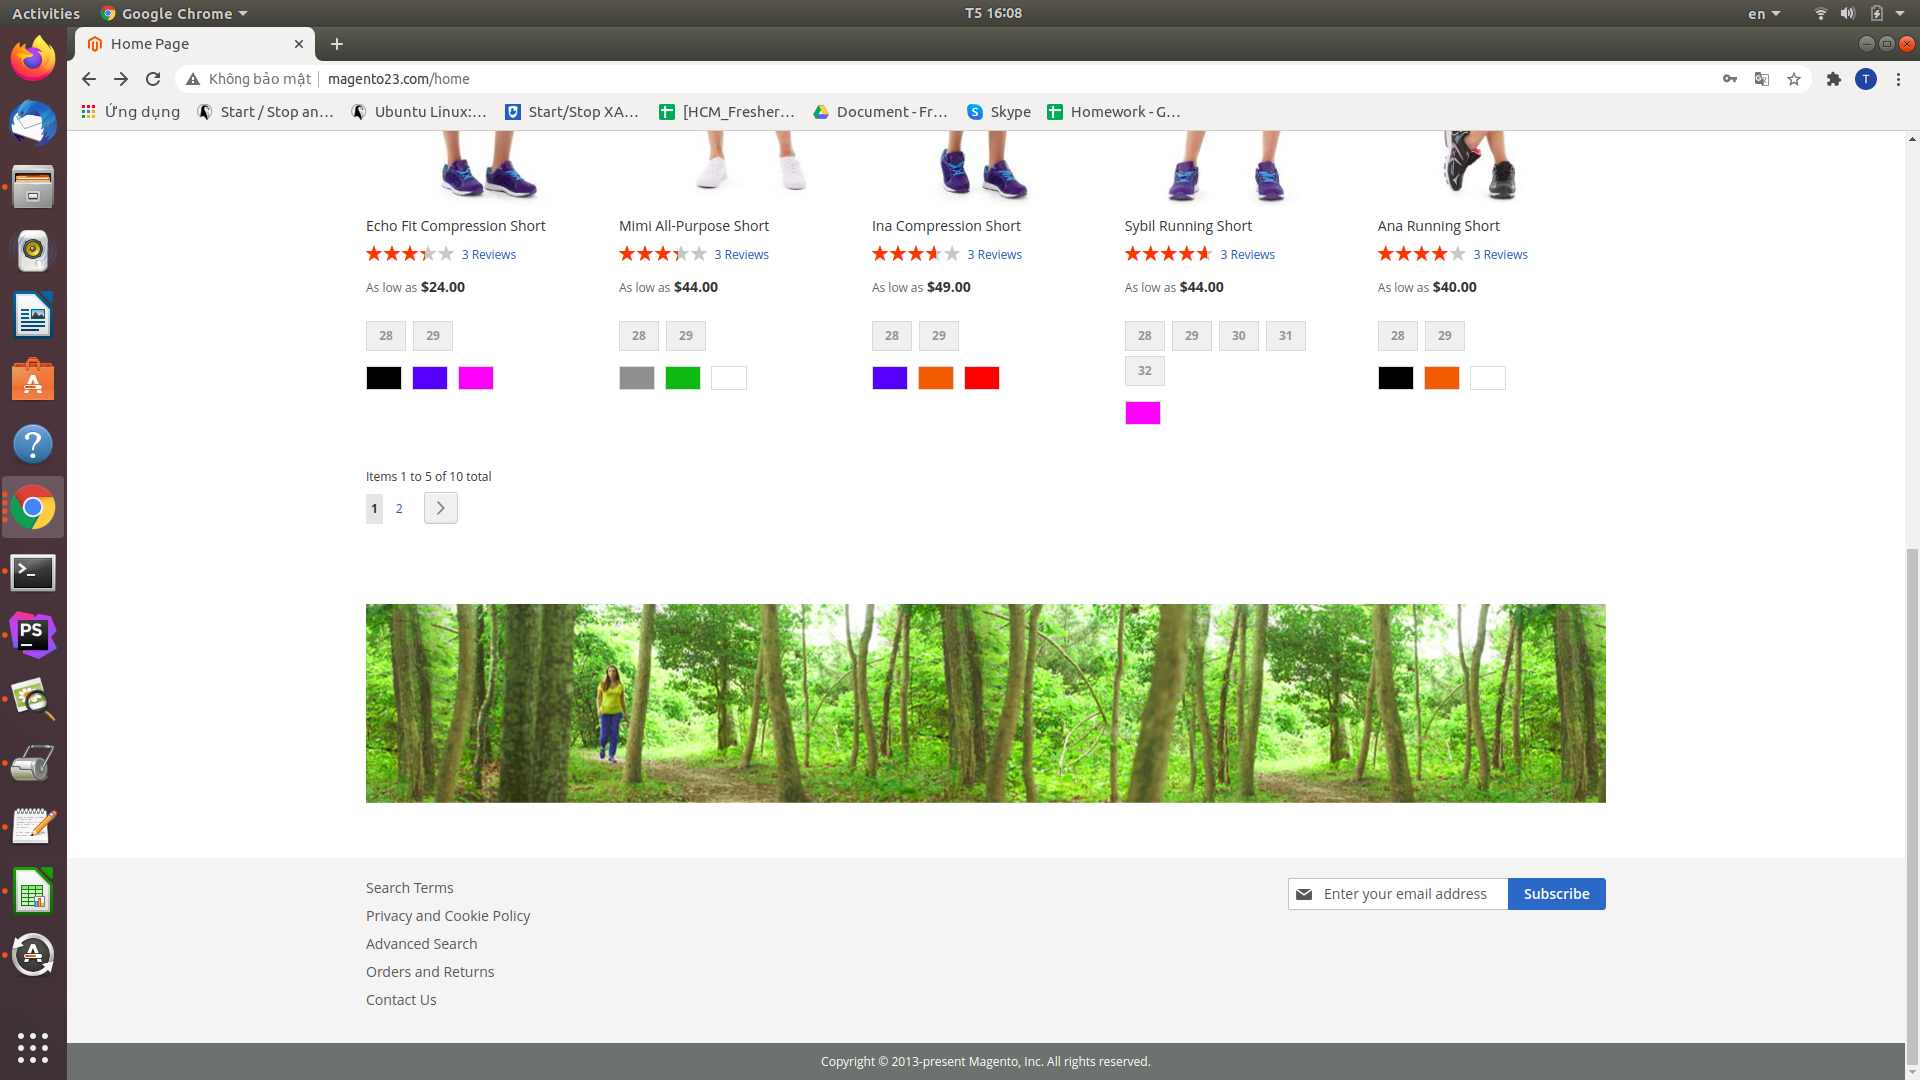 Activities Google Chrome T5 16:08 en
Home Page
Không bảo mật magento23.com/home T
Ứng dụng Start / Stop an... Ubuntu Linux:... Start/Stop XA... [HCM_Fresher... Document - Fr... Skype Homework - G...
Echo Fit Compression Short Mimi All-Purpose Short Ina Compression Short Sybil Running Short Ana Running Short
3 Reviews 3 Reviews 3 Reviews 3 Reviews 3 Reviews
As low as $24.00 As low as $44.00 As low as $49.00 As low as $44.00 As low as $40.00
28 29 28 29 28 29 28 29 30 31 28 29
32
Items 1 to 5 of 10 total
1 2
PS
Search Terms
Enter your email address Subscribe
Privacy and Cookie Policy
Advanced Search
Orders and Returns
Contact Us
Copyright © 2013-present Magento, Inc. All rights reserved.